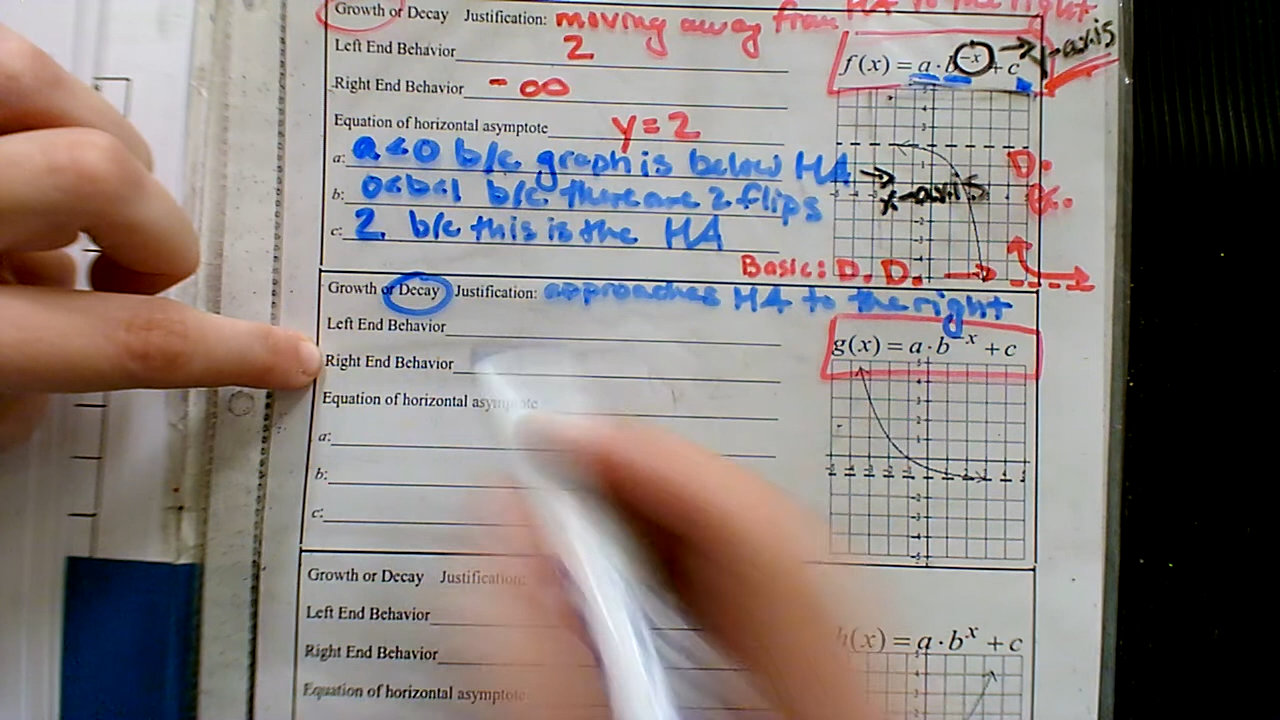 HA to the right
Growth or Decay Justification: moving away from
Left End Behavior 2
f(x) = a · b^-x + c → y-axis
Right End Behavior - ∞
Equation of horizontal asymptote y = 2
a: a<0 b/c graph is below HA
D.
→ x-axis
b: 0<b<1 b/c there are 2 flips
c: 2 b/c this is the HA
Basic: D. D. →
Growth or Decay Justification: approaches HA to the right
Left End Behavior
g(x) = a · b^-x + c
Right End Behavior
Equation of horizontal
a:
b:
c:
Growth or Decay Justification:
Left End Behavior
h(x) = a · b^x + c
Right End Behavior
Equation of horizontal asymptote